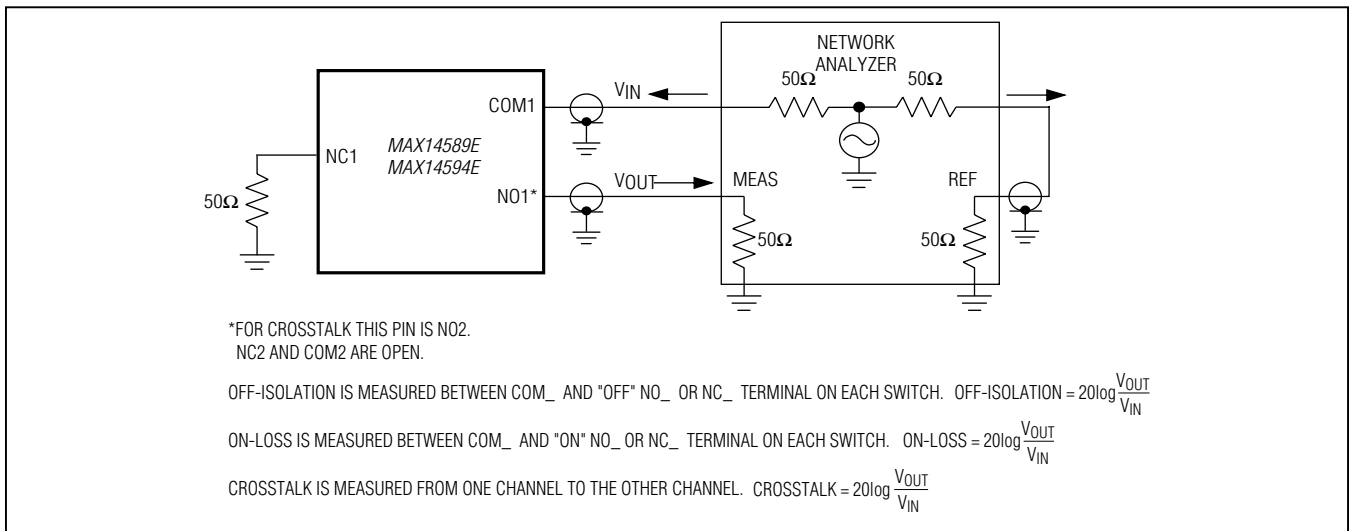 NETWORK
ANALYZER
50Ω
50Ω
VIN
COM1
MAX14589E
MAX14594E
NC1
50Ω
NO1*
VOUT
MEAS
REF
50Ω
50Ω
*FOR CROSSTALK THIS PIN IS NO2.
NC2 AND COM2 ARE OPEN.
OFF-ISOLATION IS MEASURED BETWEEN COM_ AND "OFF" NO_ OR NC_ TERMINAL ON EACH SWITCH. OFF-ISOLATION = 20log VOUT/VIN
ON-LOSS IS MEASURED BETWEEN COM_ AND "ON" NO_ OR NC_ TERMINAL ON EACH SWITCH. ON-LOSS = 20log VOUT/VIN
CROSSTALK IS MEASURED FROM ONE CHANNEL TO THE OTHER CHANNEL. CROSSTALK = 20log VOUT/VIN